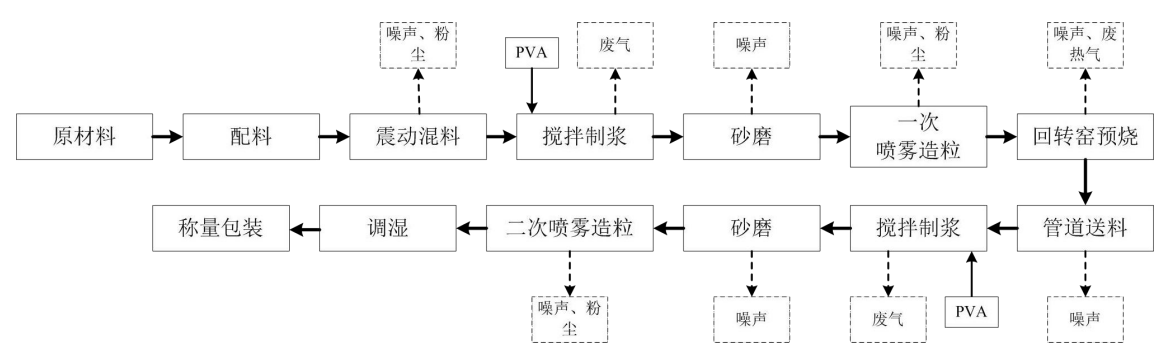 噪声、粉
尘
PVA
废气
噪声
噪声、粉
尘
噪声、废
热气
原材料
配料
震动混料
搅拌制浆
砂磨
一次
喷雾造粒
回转窑预烧
称量包装
调湿
二次喷雾造粒
砂磨
搅拌制浆
管道送料
噪声、粉
尘
噪声
废气
PVA
噪声